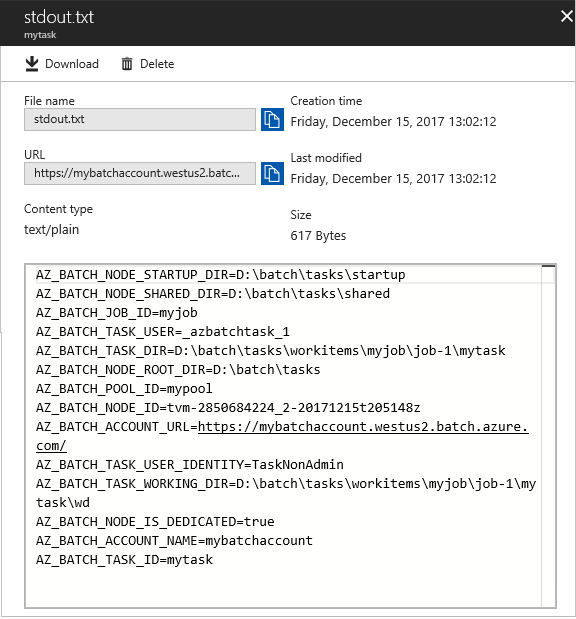 stdout.txt
mytask
Download
Delete
File name
stdout.txt
Creation time
Friday, December 15, 2017 13:02:12
URL
https://mybatchaccount.westus2.batc...
Last modified
Friday, December 15, 2017 13:02:12
Content type
text/plain
Size
617 Bytes
AZ_BATCH_NODE_STARTUP_DIR=D:\batch\tasks\startup
AZ_BATCH_NODE_SHARED_DIR=D:\batch\tasks\shared
AZ_BATCH_JOB_ID=myjob
AZ_BATCH_TASK_USER=_azbatchtask_1
AZ_BATCH_TASK_DIR=D:\batch\tasks\workitems\myjob\job-1\mytask
AZ_BATCH_NODE_ROOT_DIR=D:\batch\tasks
AZ_BATCH_POOL_ID=mypool
AZ_BATCH_NODE_ID=tvm-2850684224_2-20171215t205148z
AZ_BATCH_ACCOUNT_URL=https://mybatchaccount.westus2.batch.azure.
com/
AZ_BATCH_TASK_USER_IDENTITY=TaskNonAdmin
AZ_BATCH_TASK_WORKING_DIR=D:\batch\tasks\workitems\myjob\job-1\my
task\wd
AZ_BATCH_NODE_IS_DEDICATED=true
AZ_BATCH_ACCOUNT_NAME=mybatchaccount
AZ_BATCH_TASK_ID=mytask